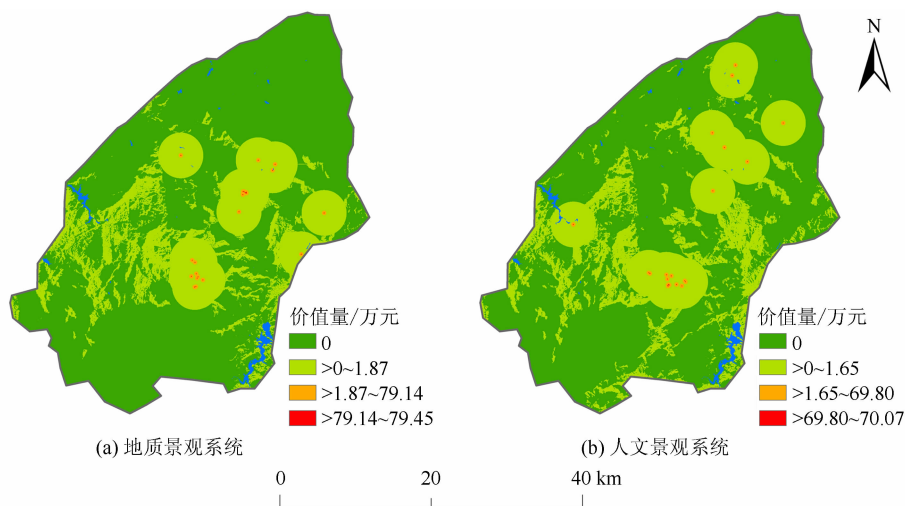 N
价值量/万元
0
>0~1.87
>1.87~79.14
>79.14~79.45
(a) 地质景观系统
价值量/万元
0
>0~1.65
>1.65~69.80
>69.80~70.07
(b) 人文景观系统
0 20 40 km